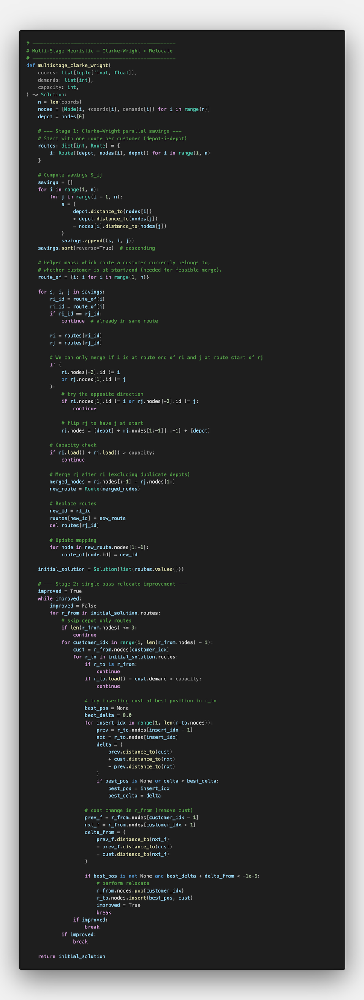 # -------------------------------------------------
# Multi-Stage Heuristic – Clarke-Wright + Relocate
# -------------------------------------------------
def multistage_clarke_wright(
    coords: list[tuple[float, float]],
    demands: list[int],
    capacity: int,
) -> Solution:
    n = len(coords)
    nodes = [Node(i, *coords[i], demands[i]) for i in range(n)]
    depot = nodes[0]

    # --- Stage 1: Clarke–Wright parallel savings ---
    # Start with one route per customer (depot-i-depot)
    routes: dict[int, Route] = {
        i: Route([depot, nodes[i], depot]) for i in range(1, n)
    }

    # Compute savings S_ij
    savings = []
    for i in range(1, n):
        for j in range(i + 1, n):
            s = (
                depot.distance_to(nodes[i])
                + depot.distance_to(nodes[j])
                - nodes[i].distance_to(nodes[j])
            )
            savings.append((s, i, j))
    savings.sort(reverse=True)  # descending

    # Helper maps: which route a customer currently belongs to,
    # whether customer is at start/end (needed for feasible merge).
    route_of = {i: i for i in range(1, n)}

    for s, i, j in savings:
        ri_id = route_of[i]
        rj_id = route_of[j]
        if ri_id == rj_id:
            continue  # already in same route

        ri = routes[ri_id]
        rj = routes[rj_id]

        # We can only merge if i is at route end of ri and j at route start of rj
        if (
            ri.nodes[-2].id != i
            or rj.nodes[1].id != j
        ):
            # try the opposite direction
            if ri.nodes[1].id != i or rj.nodes[-2].id != j:
                continue

            # flip rj to have j at start
            rj.nodes = [depot] + rj.nodes[1:-1][::-1] + [depot]

        # Capacity check
        if ri.load() + rj.load() > capacity:
            continue

        # Merge rj after ri (excluding duplicate depots)
        merged_nodes = ri.nodes[:-1] + rj.nodes[1:]
        new_route = Route(merged_nodes)

        # Replace routes
        new_id = ri_id
        routes[new_id] = new_route
        del routes[rj_id]

        # Update mapping
        for node in new_route.nodes[1:-1]:
            route_of[node.id] = new_id

    initial_solution = Solution(list(routes.values()))

    # --- Stage 2: single-pass relocate improvement ---
    improved = True
    while improved:
        improved = False
        for r_from in initial_solution.routes:
            # skip depot only routes
            if len(r_from.nodes) <= 3:
                continue
            for customer_idx in range(1, len(r_from.nodes) - 1):
                cust = r_from.nodes[customer_idx]
                for r_to in initial_solution.routes:
                    if r_to is r_from:
                        continue
                    if r_to.load() + cust.demand > capacity:
                        continue

                    # try inserting cust at best position in r_to
                    best_pos = None
                    best_delta = 0.0
                    for insert_idx in range(1, len(r_to.nodes)):
                        prev = r_to.nodes[insert_idx - 1]
                        nxt = r_to.nodes[insert_idx]
                        delta = (
                            prev.distance_to(cust)
                            + cust.distance_to(nxt)
                            - prev.distance_to(nxt)
                        )
                        if best_pos is None or delta < best_delta:
                            best_pos = insert_idx
                            best_delta = delta

                    # cost change in r_from (remove cust)
                    prev_f = r_from.nodes[customer_idx - 1]
                    nxt_f = r_from.nodes[customer_idx + 1]
                    delta_from = (
                        prev_f.distance_to(nxt_f)
                        - prev_f.distance_to(cust)
                        - cust.distance_to(nxt_f)
                    )

                    if best_pos is not None and best_delta + delta_from < -1e-6:
                        # perform relocate
                        r_from.nodes.pop(customer_idx)
                        r_to.nodes.insert(best_pos, cust)
                        improved = True
                        break
                if improved:
                    break
            if improved:
                break

    return initial_solution